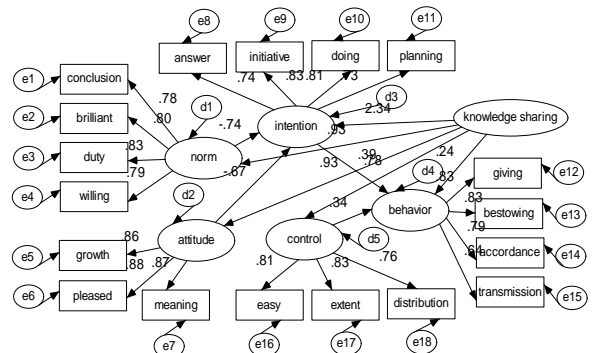 e8
e9
e10
e11
answer
initiative
doing
planning
e1
conclusion
.74
.83
.81
.78
d1
d3
2.34
e2
brilliant
.80
-.74
intention
.93
knowledge sharing
e3
duty
.83
norm
.39
.78
.24
.93
d4
.83
giving
e12
e4
willing
.79
-.67
d2
.34
behavior
.83
bestowing
e13
.79
attitude
control
d5
e5
growth
.86
.88
.87
.81
.83
.76
accordance
e14
e6
pleased
meaning
easy
extent
distribution
transmission
e15
e7
e16
e17
e18